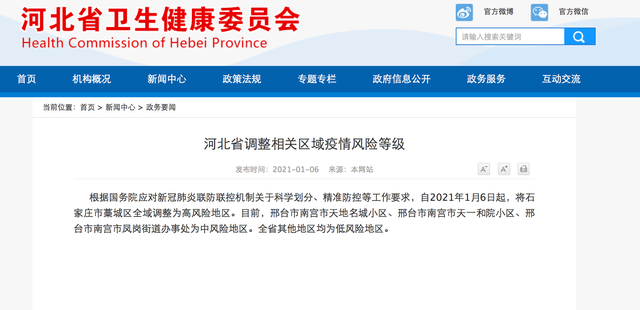 河北省卫生健康委员会
Health Commission of Hebei Province
官方微博
官方微信
请输入搜索关键词
首页
机构概况
新闻中心
政策法规
专题专栏
政府信息公开
政务服务
互动交流
当前位置：首页 > 新闻中心 > 政务要闻
河北省调整相关区域疫情风险等级
发布时间：2021-01-06 来源：本网站
A-
A+
根据国务院应对新冠肺炎联防联控机制关于科学划分、精准防控等工作要求，自2021年1月6日起，将石
家庄市藁城区全域调整为高风险地区。目前，邢台市南宫市天地名城小区、邢台市南宫市天一和院小区、邢
台市南宫市凤岗街道办事处为中风险地区。全省其他地区均为低风险地区。